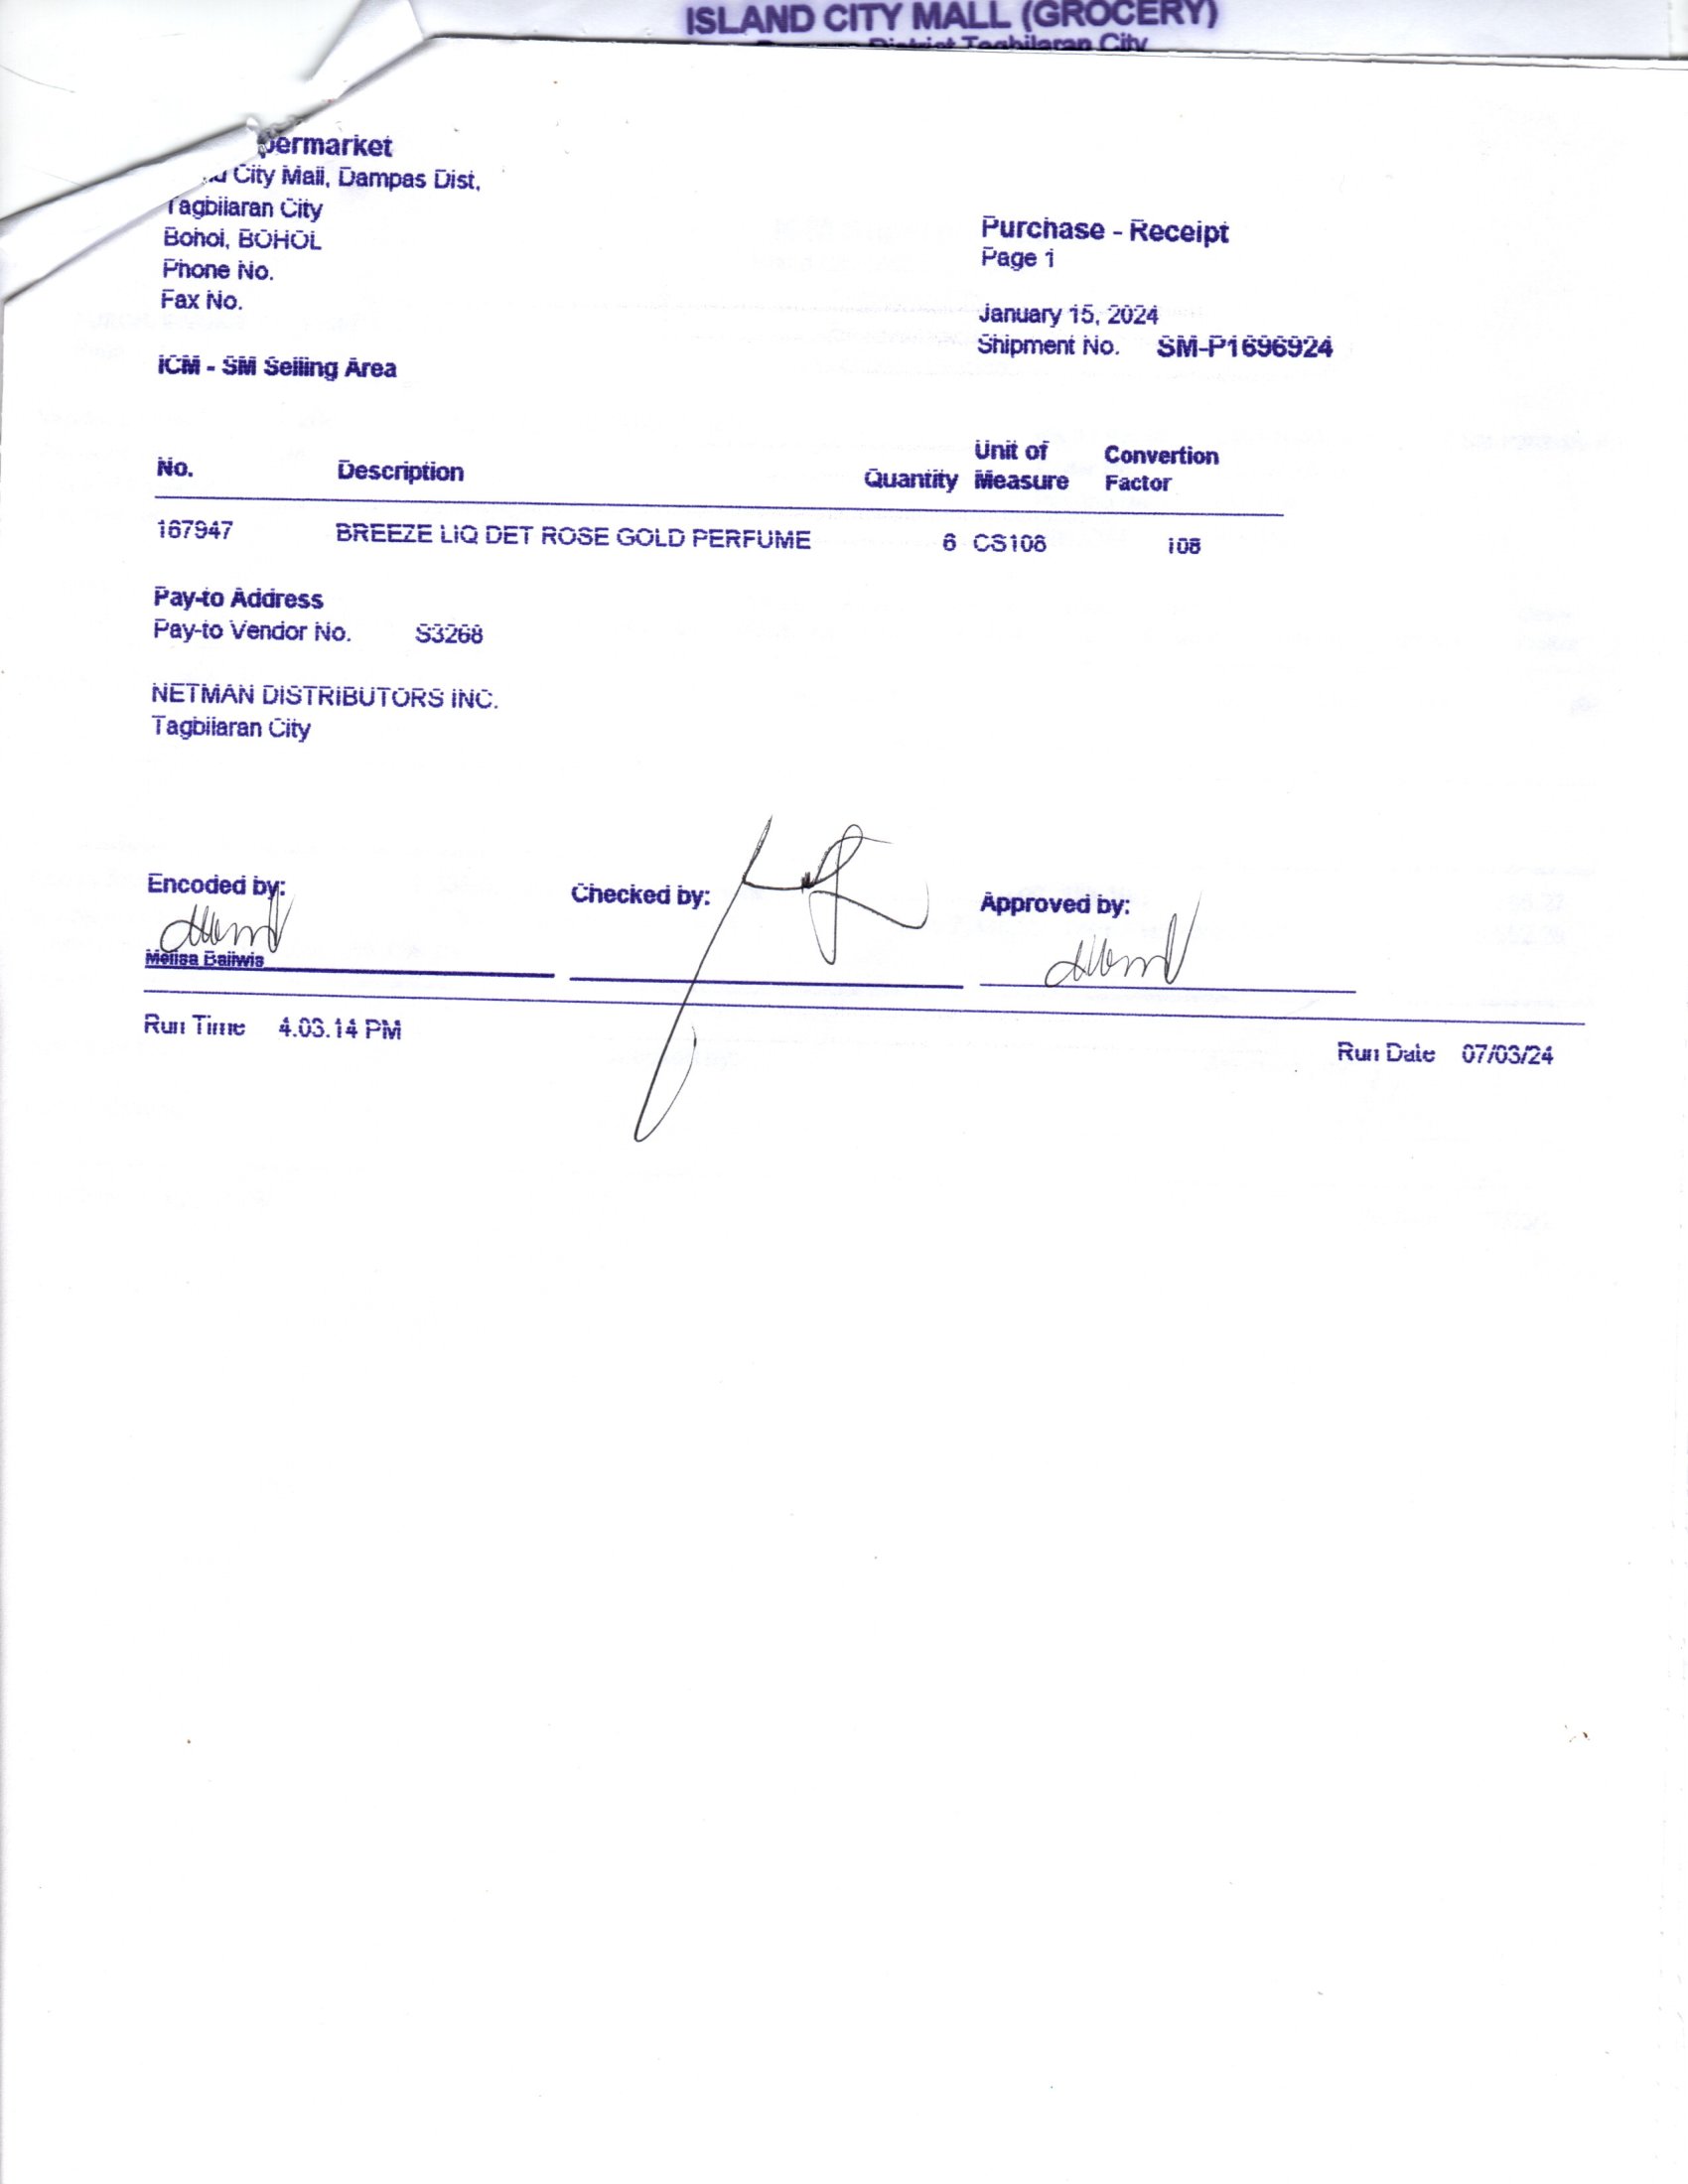 ISLAND CITY MALL (GROCERY)
District Tagbilaran City
permarket
City Mall, Dampas Dist,
Tagbilaran City
Bohol, BOHOL
Phone No.
Fax No.
Purchase - Receipt
Page 1
January 15, 2024
Shipment No. SM-P1696924
ICM - SM Selling Area
No. Description Quantity Unit of Measure Convertion Factor
167947 BREEZE LIQ DET ROSE GOLD PERFUME 6 CS108 108
Pay-to Address
Pay-to Vendor No. S3268
NETMAN DISTRIBUTORS INC.
Tagbilaran City
Encoded by: Checked by: Approved by:
Melisa Baliwis
Run Time 4.03.14 PM
Run Date 07/03/24